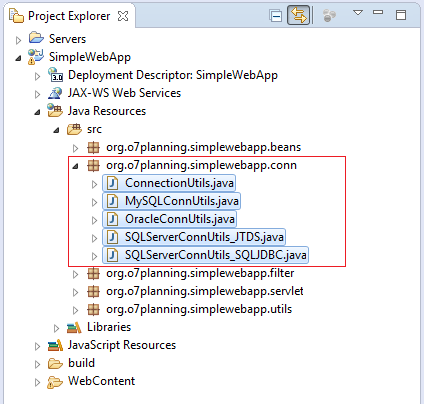 Project Explorer
Servers
SimpleWebApp
3.0 Deployment Descriptor: SimpleWebApp
JAX-WS Web Services
Java Resources
src
org.o7planning.simplewebapp.beans
org.o7planning.simplewebapp.conn
J ConnectionUtils.java
J MySQLConnUtils.java
J OracleConnUtils.java
J SQLServerConnUtils_JTDS.java
J SQLServerConnUtils_SQLJDBC.java
org.o7planning.simplewebapp.filter
org.o7planning.simplewebapp.servlet
org.o7planning.simplewebapp.utils
Libraries
JavaScript Resources
build
WebContent